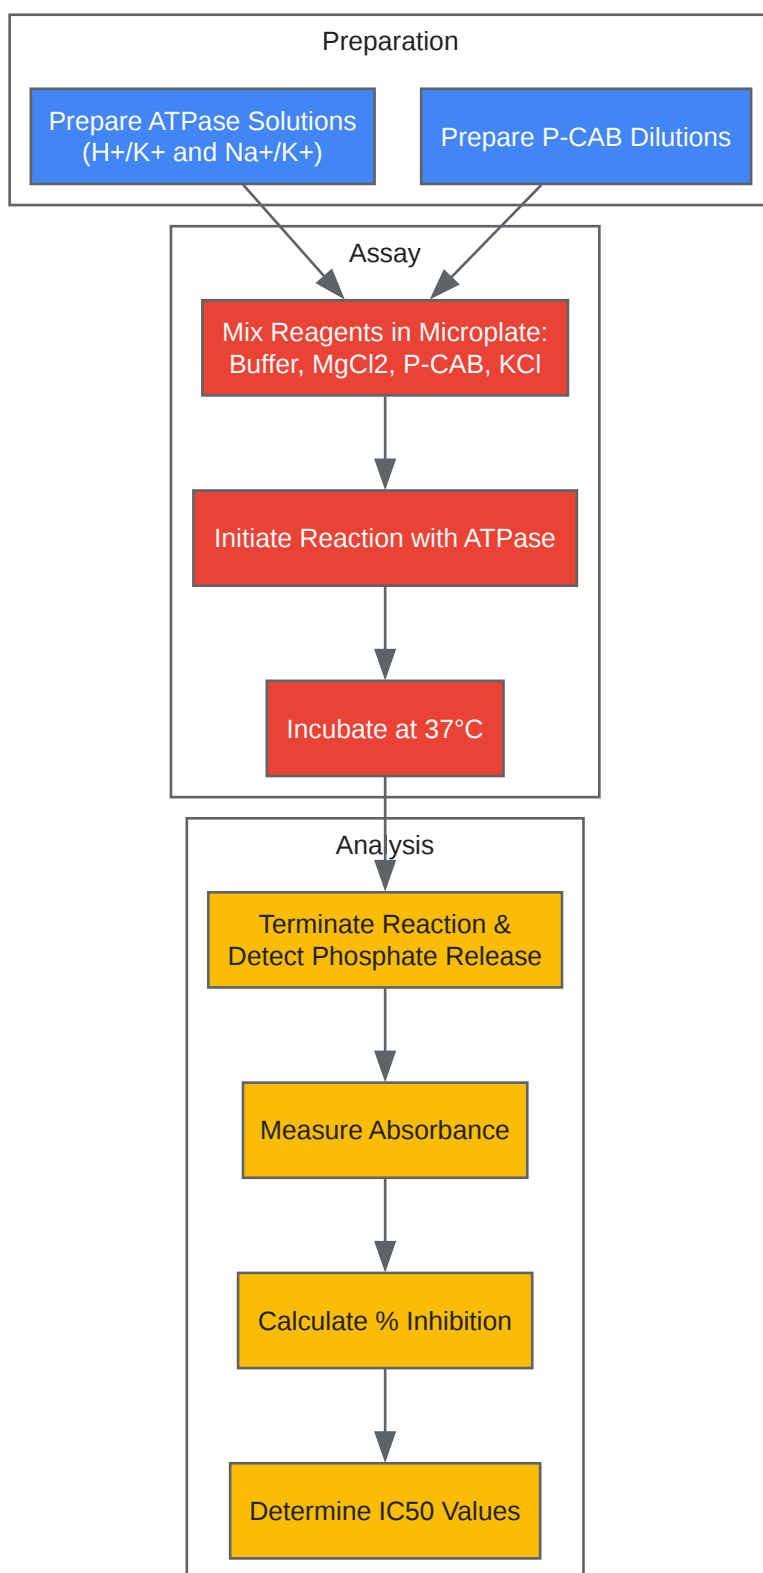 Preparation
Prepare ATPase Solutions
(H+/K+ and Na+/K+)
Prepare P-CAB Dilutions
Assay
Mix Reagents in Microplate:
Buffer, MgCl2, P-CAB, KCl
Initiate Reaction with ATPase
Incubate at 37°C
Analysis
Terminate Reaction &
Detect Phosphate Release
Measure Absorbance
Calculate % Inhibition
Determine IC50 Values